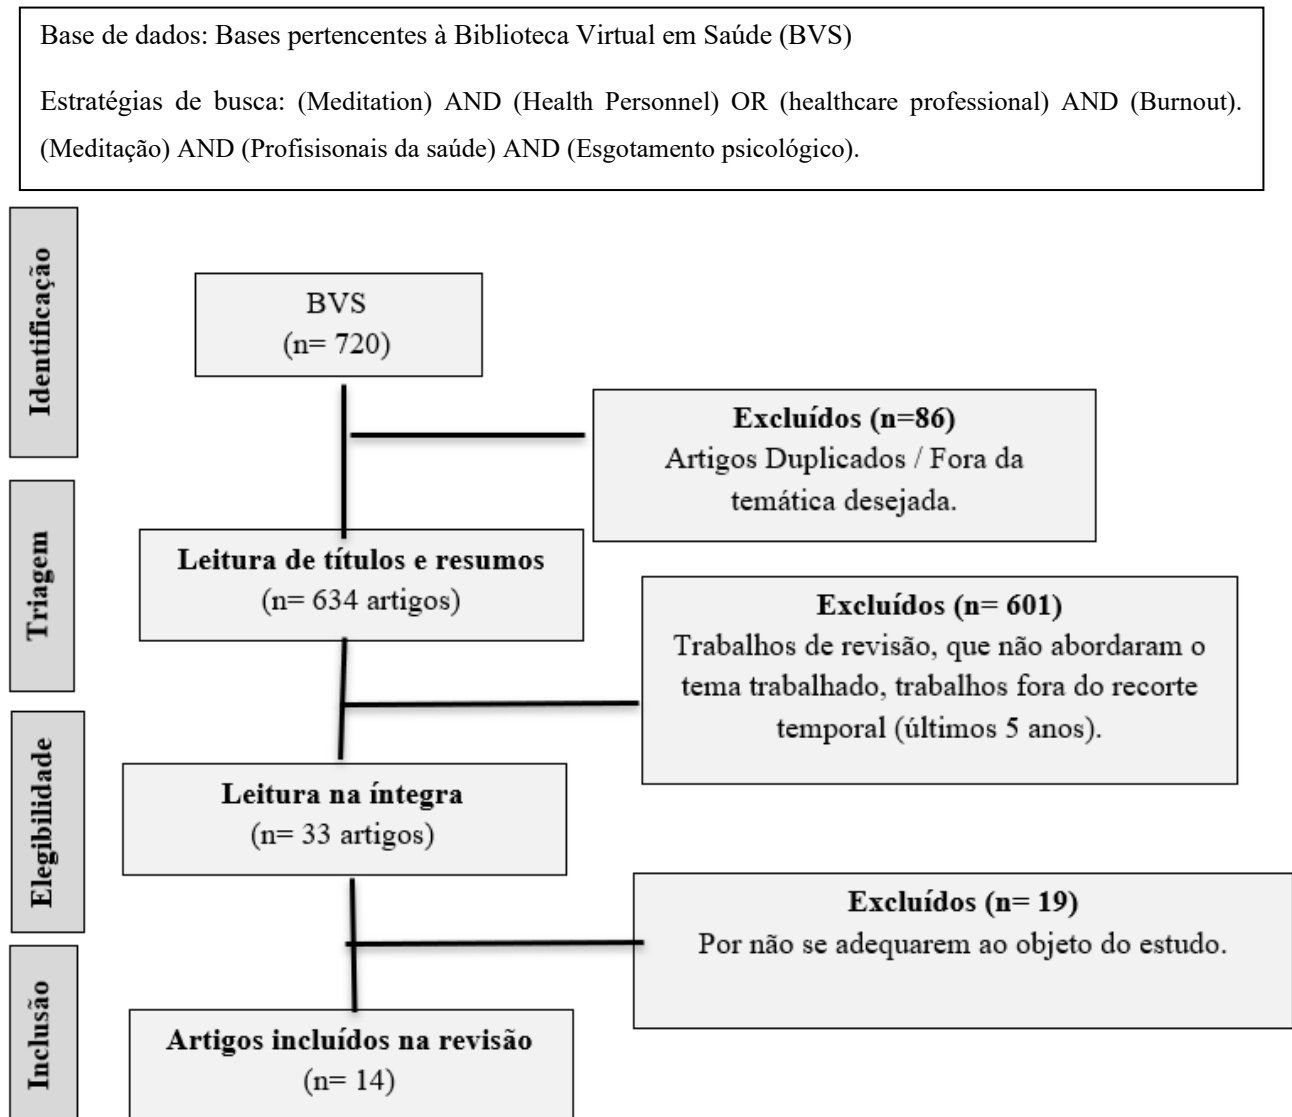 Base de dados: Bases pertencentes à Biblioteca Virtual em Saúde (BVS)
Estratégias de busca: (Meditation) AND (Health Personnel) OR (healthcare professional) AND (Burnout).
(Meditação) AND (Profisisonais da saúde) AND (Esgotamento psicológico).
Identificação
BVS
(n= 720)
Excluídos (n=86)
Artigos Duplicados / Fora da
temática desejada.
Triagem
Leitura de títulos e resumos
(n= 634 artigos)
Excluídos (n= 601)
Trabalhos de revisão, que não abordaram o
tema trabalhado, trabalhos fora do recorte
temporal (últimos 5 anos).
Elegibilidade
Leitura na íntegra
(n= 33 artigos)
Excluídos (n= 19)
Por não se adequarem ao objeto do estudo.
Inclusão
Artigos incluídos na revisão
(n= 14)